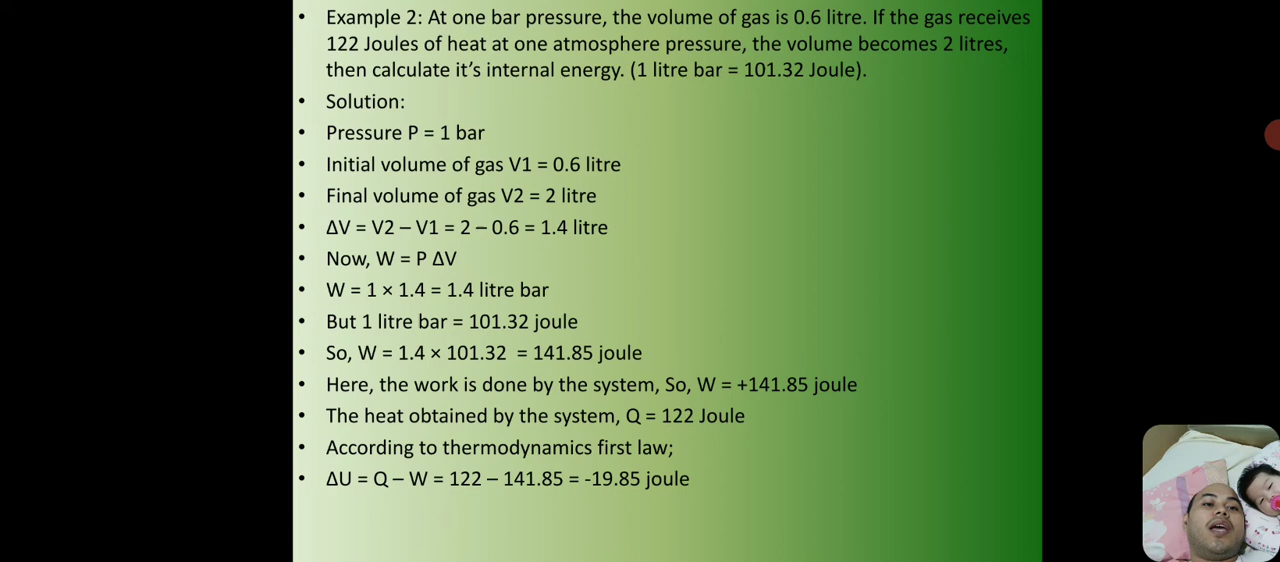 • Example 2: At one bar pressure, the volume of gas is 0.6 litre. If the gas receives
122 Joules of heat at one atmosphere pressure, the volume becomes 2 litres,
then calculate it's internal energy. (1 litre bar = 101.32 Joule).
• Solution:
• Pressure P = 1 bar
• Initial volume of gas V1 = 0.6 litre
• Final volume of gas V2 = 2 litre
• ΔV = V2 – V1 = 2 – 0.6 = 1.4 litre
• Now, W = P ΔV
• W = 1 × 1.4 = 1.4 litre bar
• But 1 litre bar = 101.32 joule
• So, W = 1.4 × 101.32 = 141.85 joule
• Here, the work is done by the system, So, W = +141.85 joule
• The heat obtained by the system, Q = 122 Joule
• According to thermodynamics first law;
• ΔU = Q – W = 122 – 141.85 = -19.85 joule